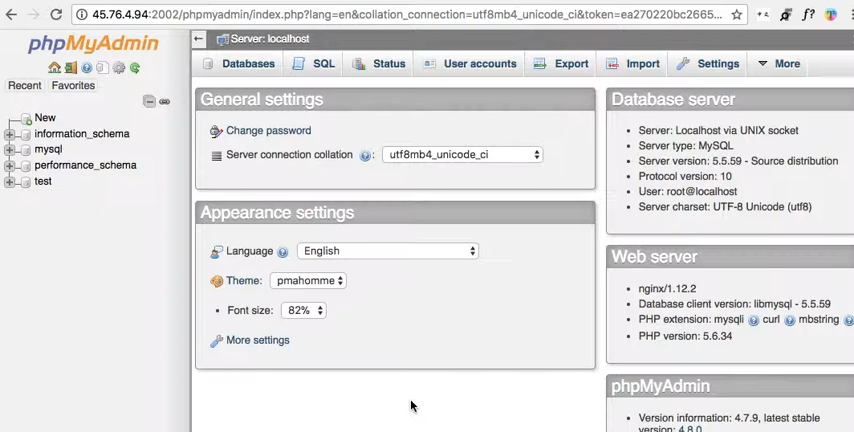 45.76.4.94:2002/phpmyadmin/index.php?lang=en&collation_connection=utf8mb4_unicode_ci&token=ea270220bc2665...
f?
phpMyAdmin
Recent Favorites
New
information_schema
mysql
performance_schema
test
Server: localhost
Databases SQL Status User accounts Export Import Settings More
General settings
Change password
Server connection collation : utf8mb4_unicode_ci
Appearance settings
Language English
Theme: pmahomme
• Font size: 82%
More settings
Database server
• Server: Localhost via UNIX socket
• Server type: MySQL
• Server version: 5.5.59 - Source distribution
• Protocol version: 10
• User: root@localhost
• Server charset: UTF-8 Unicode (utf8)
Web server
• nginx/1.12.2
• Database client version: libmysql - 5.5.59
• PHP extension: mysqli curl mbstring
• PHP version: 5.6.34
phpMyAdmin
• Version information: 4.7.9, latest stable
version: 4.8.0